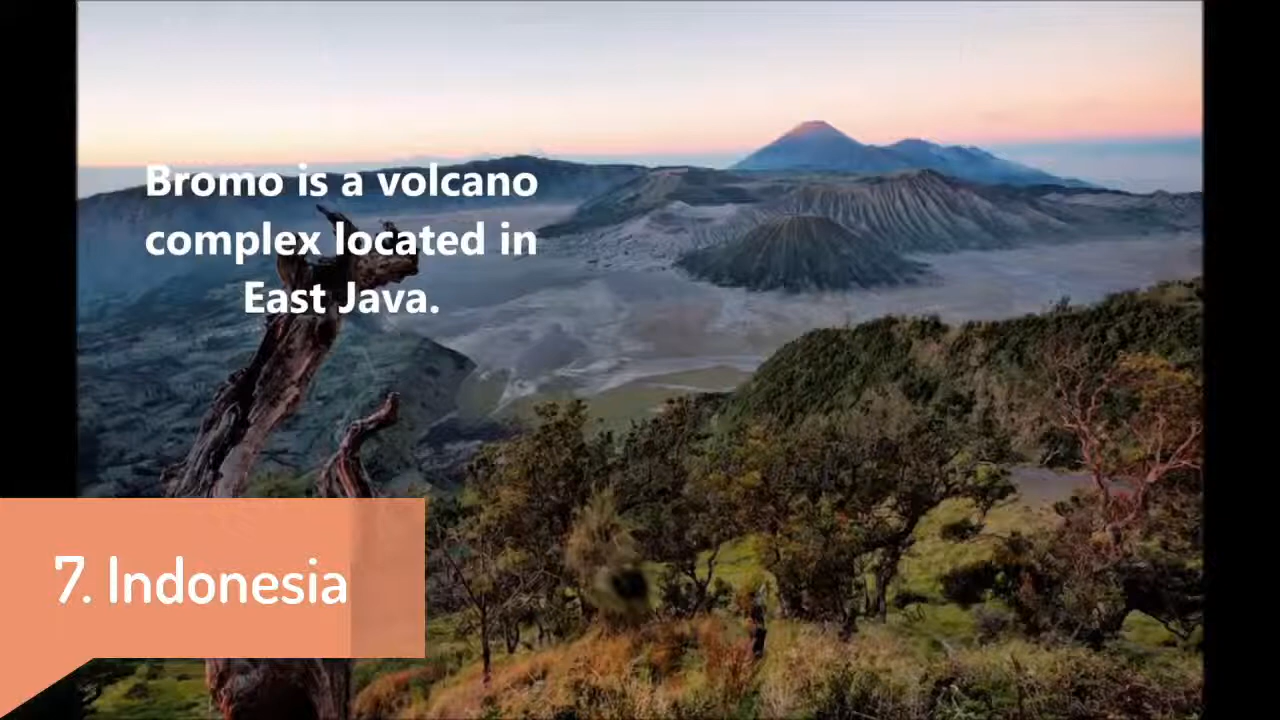 Bromo is a volcano
complex located in
East Java.
7. Indonesia